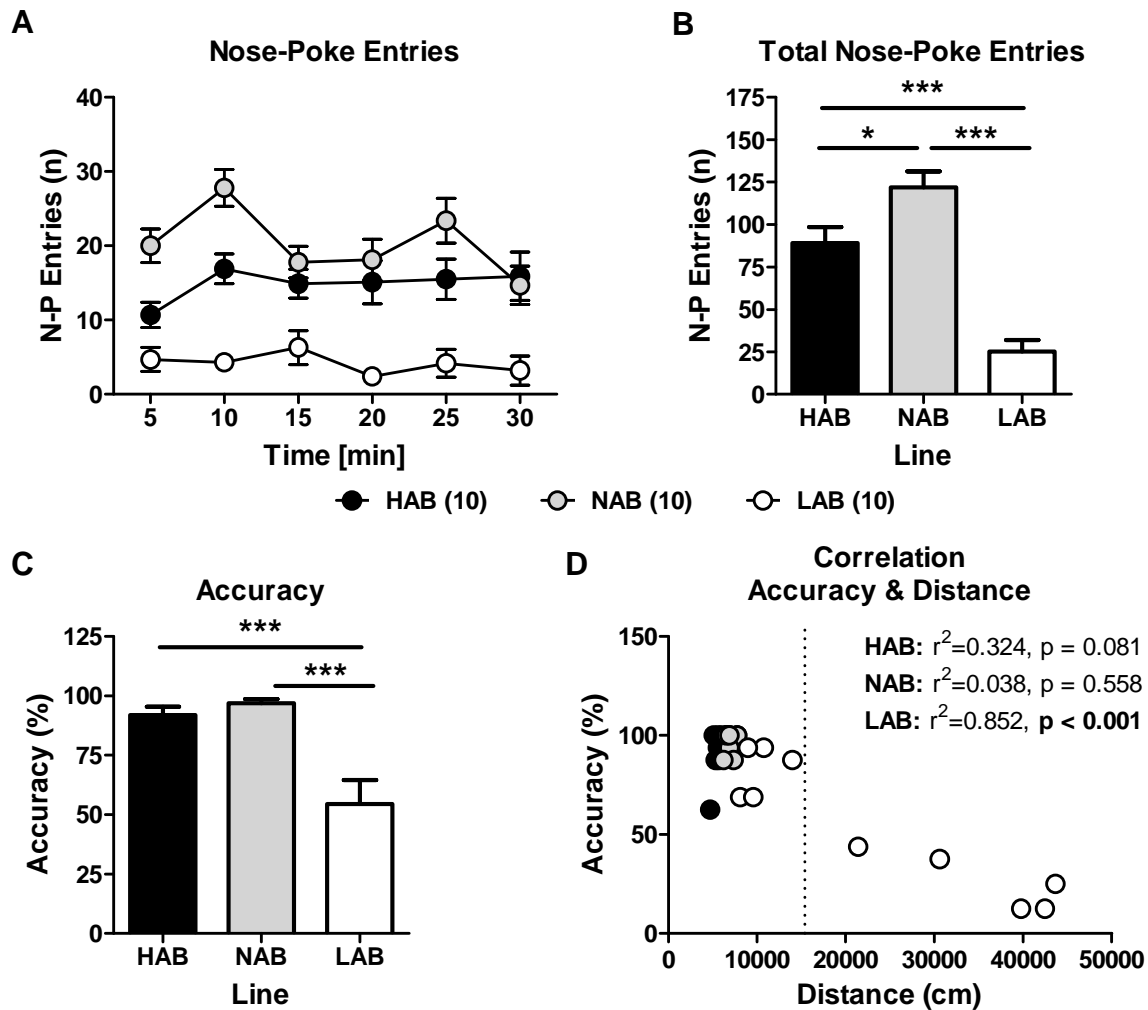 A
Nose-Poke Entries
N-P Entries (n)
40
30
20
10
0
5 10 15 20 25 30
Time [min]
B
Total Nose-Poke Entries
N-P Entries (n)
175
150
125
100
75
50
25
0
***
* ***
HAB NAB LAB
Line
HAB (10) NAB (10) LAB (10)
C
Accuracy
Accuracy (%)
125
100
75
50
25
0
***
***
HAB NAB LAB
Line
D
Correlation
Accuracy & Distance
Accuracy (%)
150
100
50
0
HAB: r²=0.324, p = 0.081
NAB: r²=0.038, p = 0.558
LAB: r²=0.852, p < 0.001
0 10000 20000 30000 40000 50000
Distance (cm)